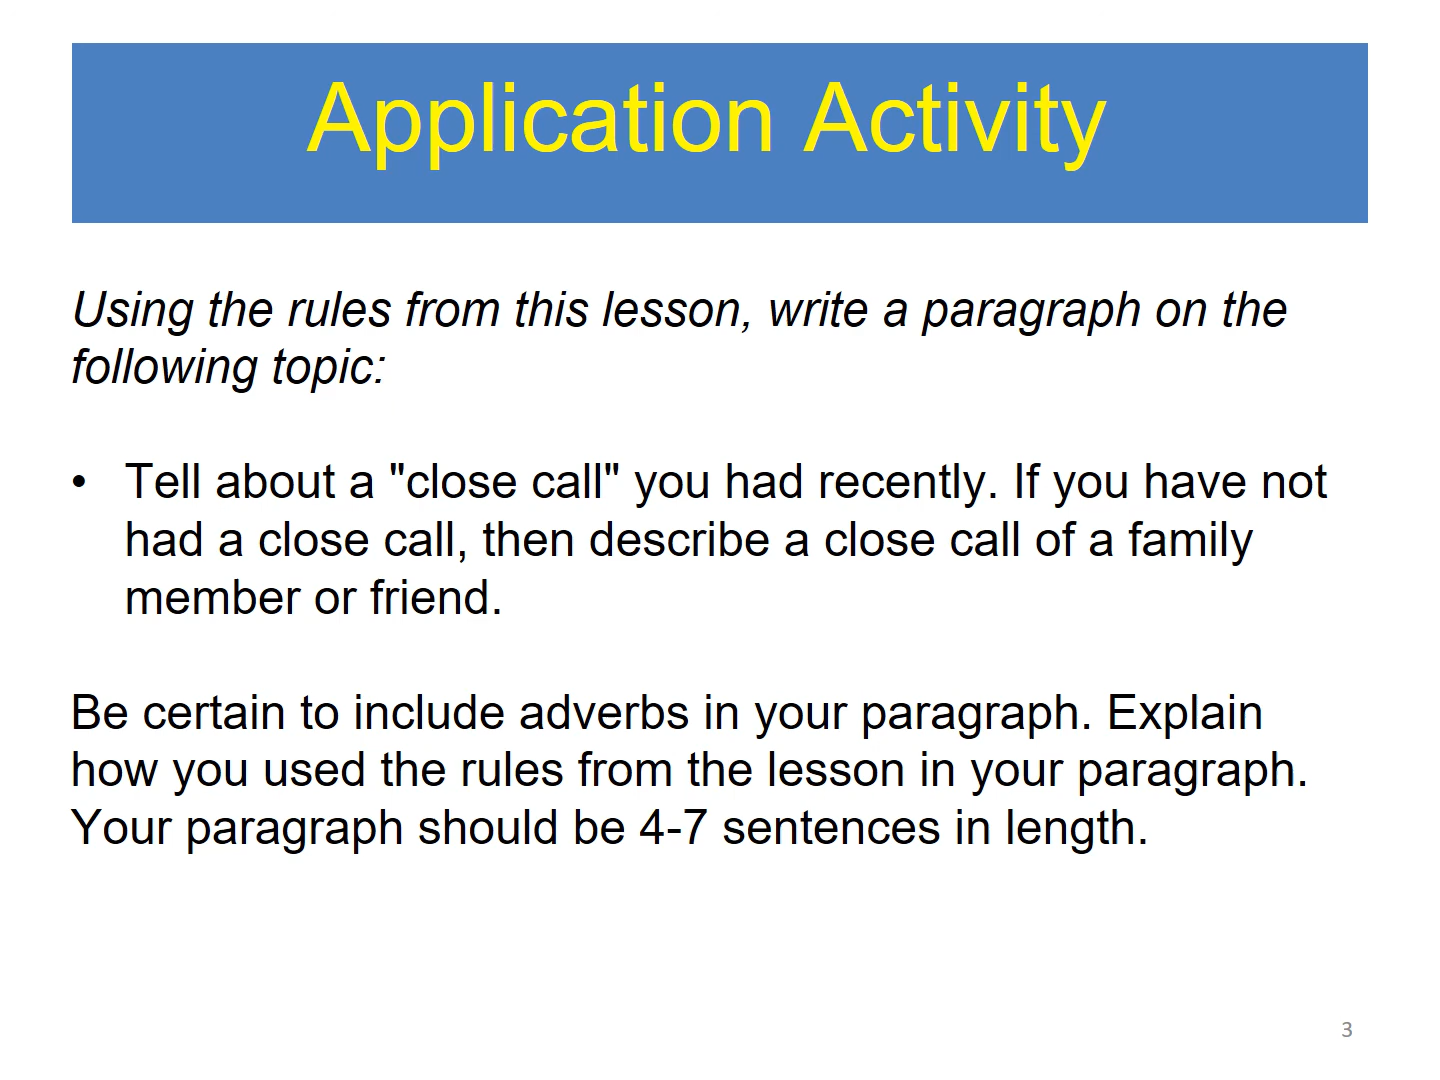 Application Activity
Using the rules from this lesson, write a paragraph on the
following topic:
• Tell about a "close call" you had recently. If you have not
had a close call, then describe a close call of a family
member or friend.
Be certain to include adverbs in your paragraph. Explain
how you used the rules from the lesson in your paragraph.
Your paragraph should be 4-7 sentences in length.
3